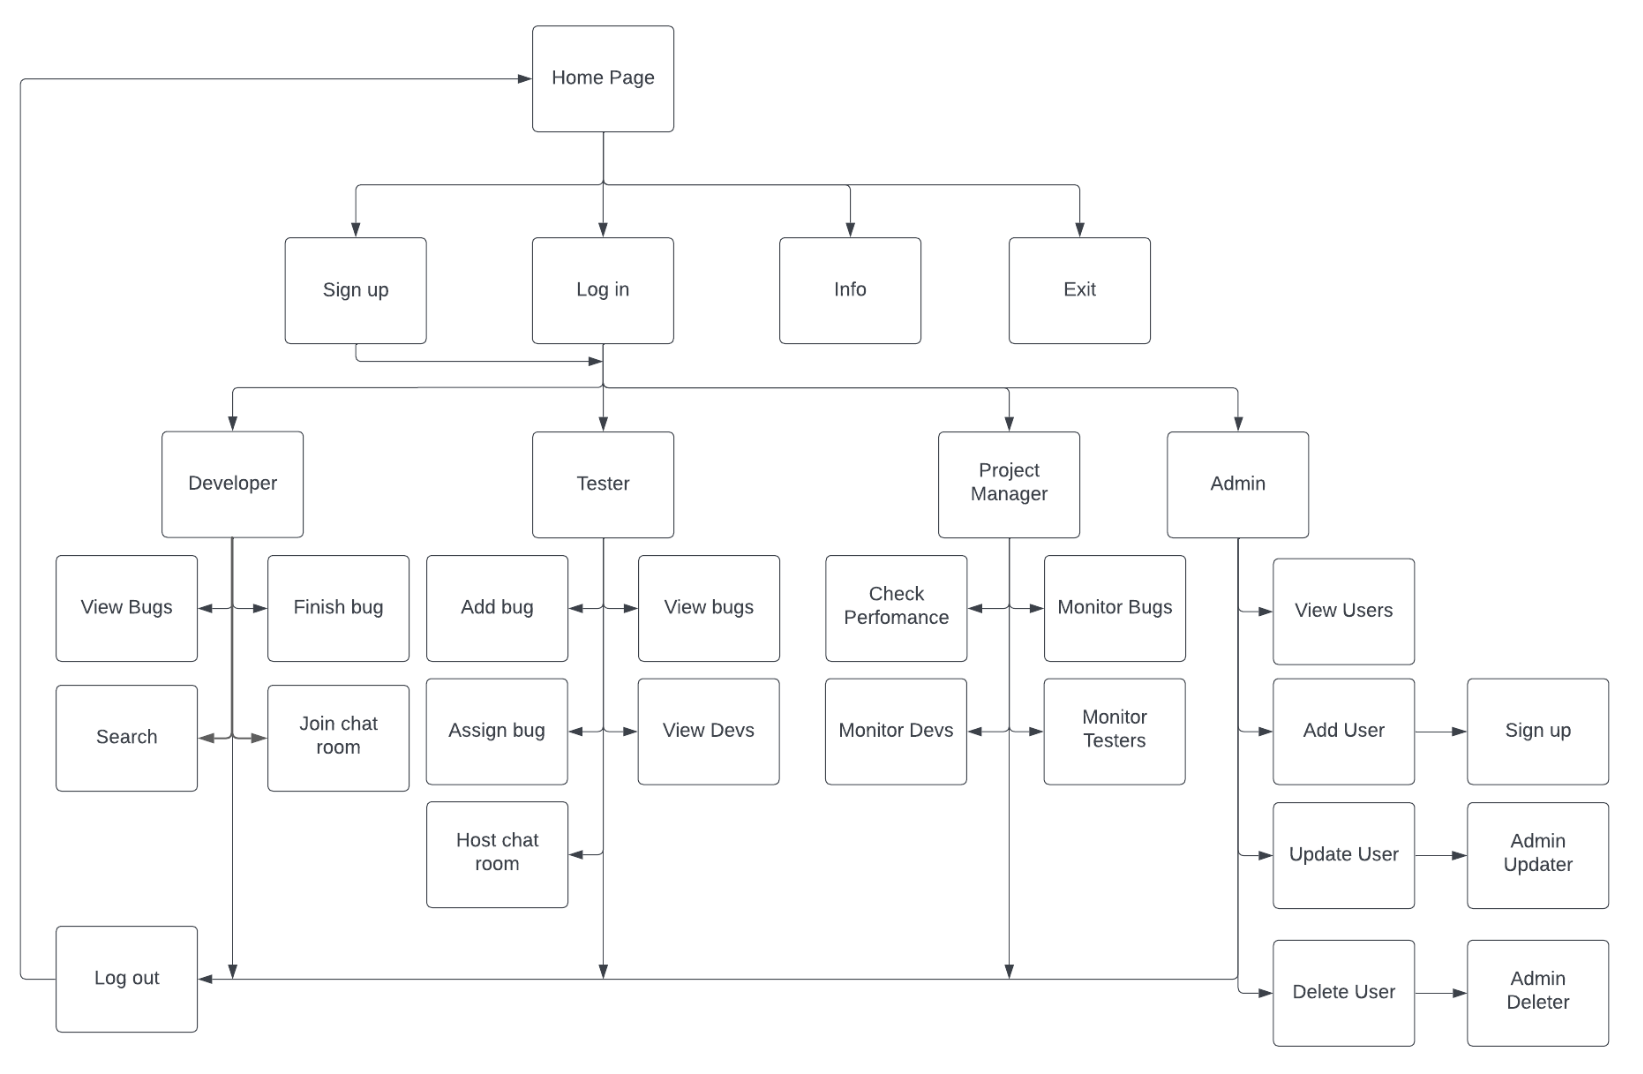 Home Page
Sign up
Log in
Info
Exit
Developer
Tester
Project
Manager
Admin
View Bugs
Finish bug
Add bug
View bugs
Check
Perfomance
Monitor Bugs
View Users
Search
Join chat
room
Assign bug
View Devs
Monitor Devs
Monitor
Testers
Add User
Sign up
Host chat
room
Update User
Admin
Updater
Log out
Delete User
Admin
Deleter